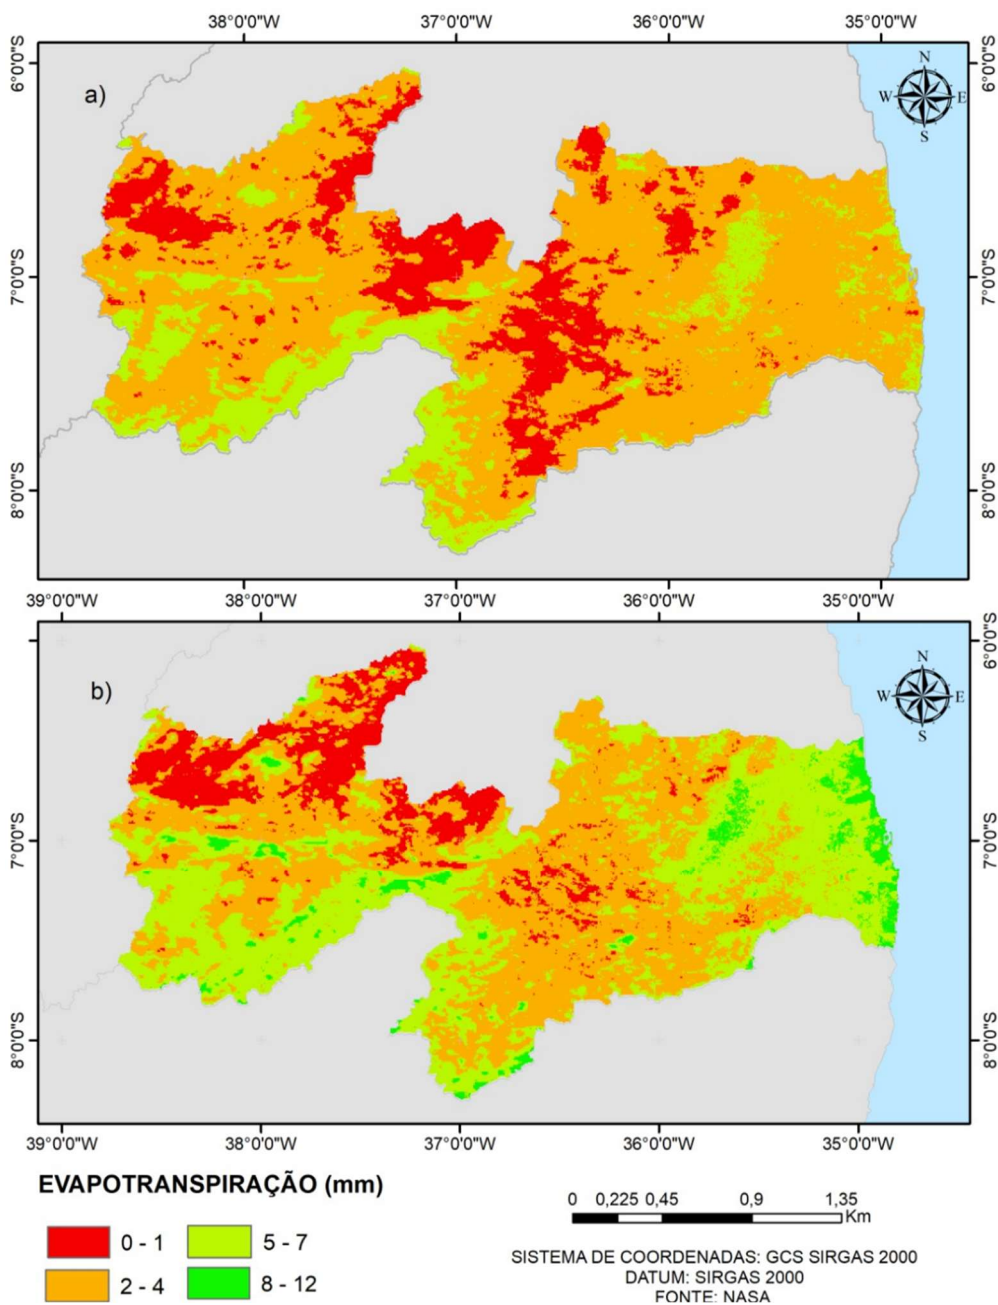 38°0'0"W 37°0'0"W 36°0'0"W 35°0'0"W
6°0'0"S 6°0'0"S
a)
N
W E
S
7°0'0"S 7°0'0"S
8°0'0"S 8°0'0"S
39°0'0"W 38°0'0"W 37°0'0"W 36°0'0"W 35°0'0"W
6°0'0"S
b)
N
W E
S
7°0'0"S 7°0'0"S
8°0'0"S 8°0'0"S
39°0'0"W 38°0'0"W 37°0'0"W 36°0'0"W 35°0'0"W
EVAPOTRANSPIRAÇÃO (mm)
0 - 1 5 - 7
2 - 4 8 - 12
0 0,225 0,45 0,9 1,35
Km
SISTEMA DE COORDENADAS: GCS SIRGAS 2000
DATUM: SIRGAS 2000
FONTE: NASA